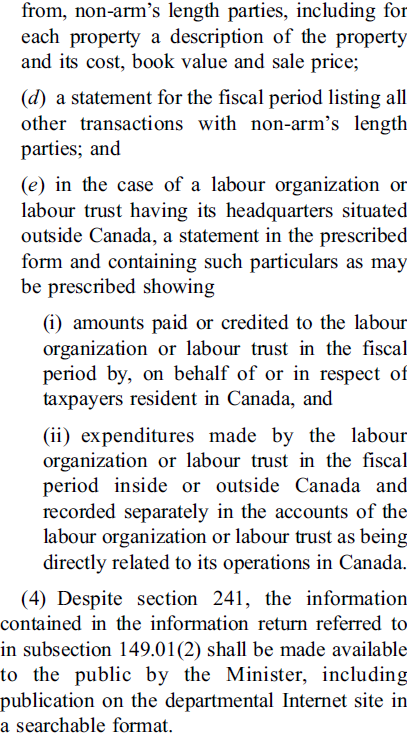 from, non-arm’s length parties, including for
each property a description of the property
and its cost, book value and sale price;
(d) a statement for the fiscal period listing all
other transactions with non-arm’s length
parties; and
(e) in the case of a labour organization or
labour trust having its headquarters situated
outside Canada, a statement in the prescribed
form and containing such particulars as may
be prescribed showing
(i) amounts paid or credited to the labour
organization or labour trust in the fiscal
period by, on behalf of or in respect of
taxpayers resident in Canada, and
(ii) expenditures made by the labour
organization or labour trust in the fiscal
period inside or outside Canada and
recorded separately in the accounts of the
labour organization or labour trust as being
directly related to its operations in Canada.
(4) Despite section 241, the information
contained in the information return referred to
in subsection 149.01(2) shall be made available
to the public by the Minister, including
publication on the departmental Internet site in
a searchable format.